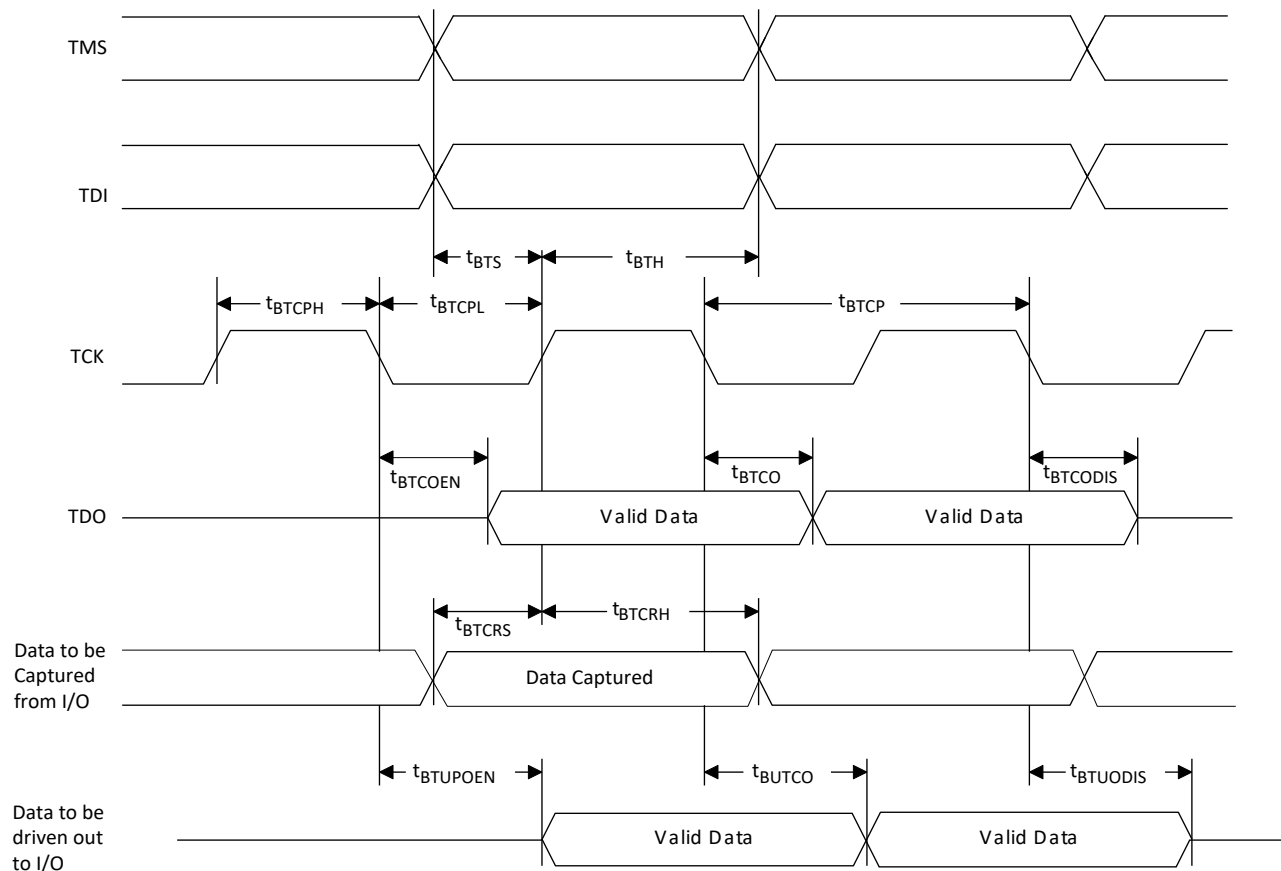 TMS
TDI
tBTS
tBTH
tBTCPH
tBTCPL
tBTCP
TCK
tBTCOEN
tBTCO
tBTCODIS
TDO
Valid Data
Valid Data
tBTCRS
tBTCRH
Data to be
Captured
from I/O
Data Captured
tBTUPOEN
tBUTCO
tBTUODIS
Data to be
driven out
to I/O
Valid Data
Valid Data